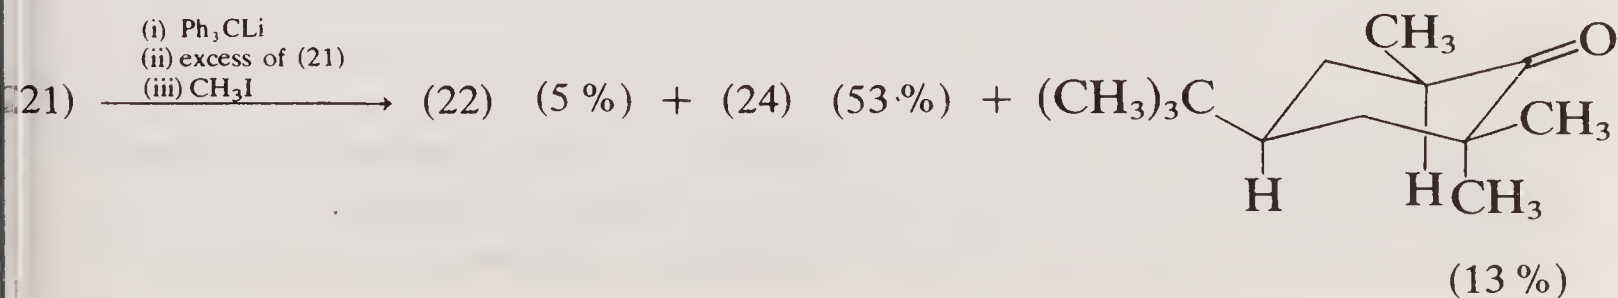 (i) Ph₃CLi
(ii) excess of (21)
(iii) CH₃I
21) (22) (5 %) + (24) (53·%) + (CH₃)₃C
CH₃
O
CH₃
H
H CH₃
(13 %)